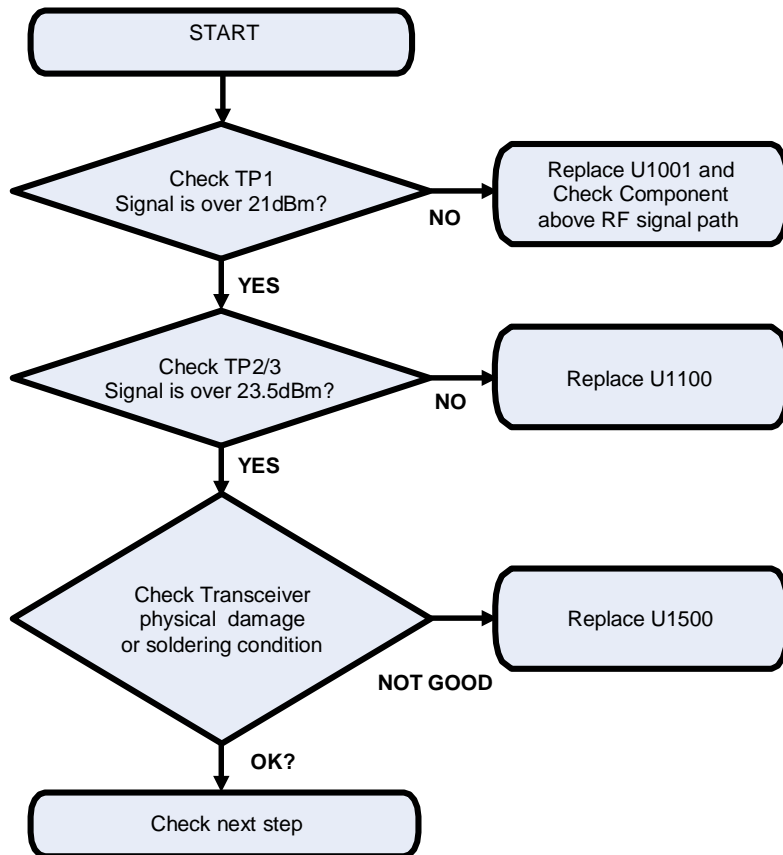 START
Check TP1
Signal is over 21dBm?
NO
Replace U1001 and
Check Component
above RF signal path
YES
Check TP2/3
Signal is over 23.5dBm?
NO
Replace U1100
YES
Check Transceiver
physical damage
or soldering condition
NOT GOOD
Replace U1500
OK?
Check next step